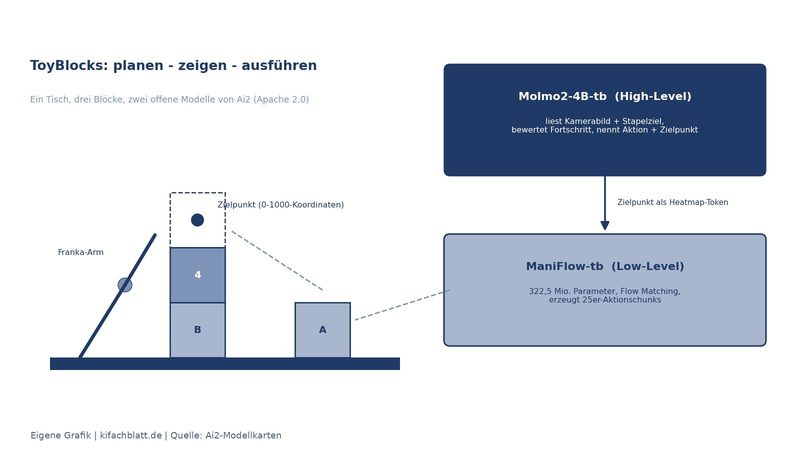 ToyBlocks: planen - zeigen - ausführen
Ein Tisch, drei Blöcke, zwei offene Modelle von Ai2 (Apache 2.0)
Molmo2-4B-tb (High-Level)
liest Kamerabild + Stapelziel,
bewertet Fortschritt, nennt Aktion + Zielpunkt
Zielpunkt als Heatmap-Token
Zielpunkt (0-1000-Koordinaten)
Franka-Arm
4
B
A
ManiFlow-tb (Low-Level)
322,5 Mio. Parameter, Flow Matching,
erzeugt 25er-Aktionschunks
Eigene Grafik | kifachblatt.de | Quelle: Ai2-Modellkarten